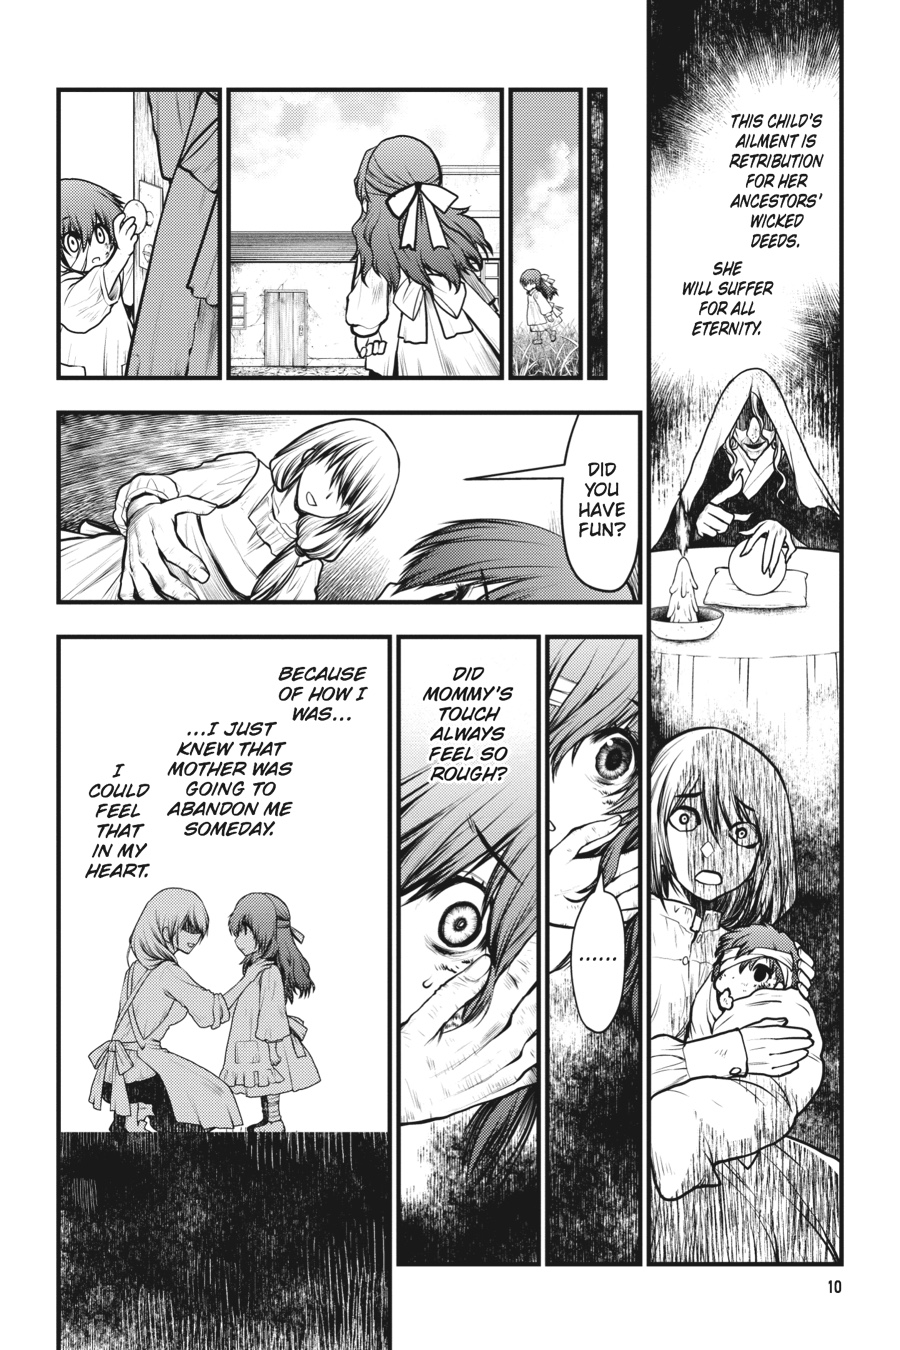 THIS CHILD'S
AILMENT IS
RETRIBUTION
FOR HER
ANCESTORS'
WICKED
DEEDS.
SHE
WILL SUFFER
FOR ALL
ETERNITY.
DID
YOU
HAVE
FUN?
......
DID
MOMMY'S
TOUCH
ALWAYS
FEEL SO
ROUGH?
BECAUSE
OF HOW I
WAS...
...I JUST
KNEW THAT
MOTHER WAS
GOING TO
ABANDON ME
SOMEDAY.
I
COULD
FEEL
THAT
IN MY
HEART.
10